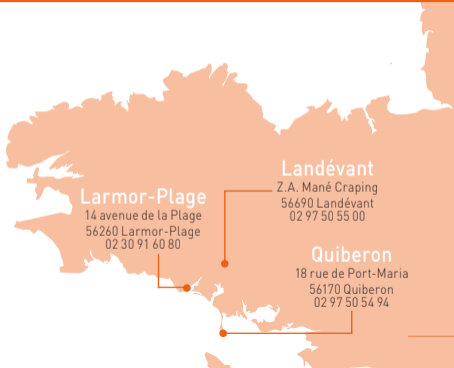 Landévant
Z.A. Mané Craping
56690 Landévant
02 97 50 55 00
Larmor-Plage
14 avenue de la Plage
56260 Larmor-Plage
02 30 91 60 80
Quiberon
18 rue de Port-Maria
56170 Quiberon
02 97 50 54 94